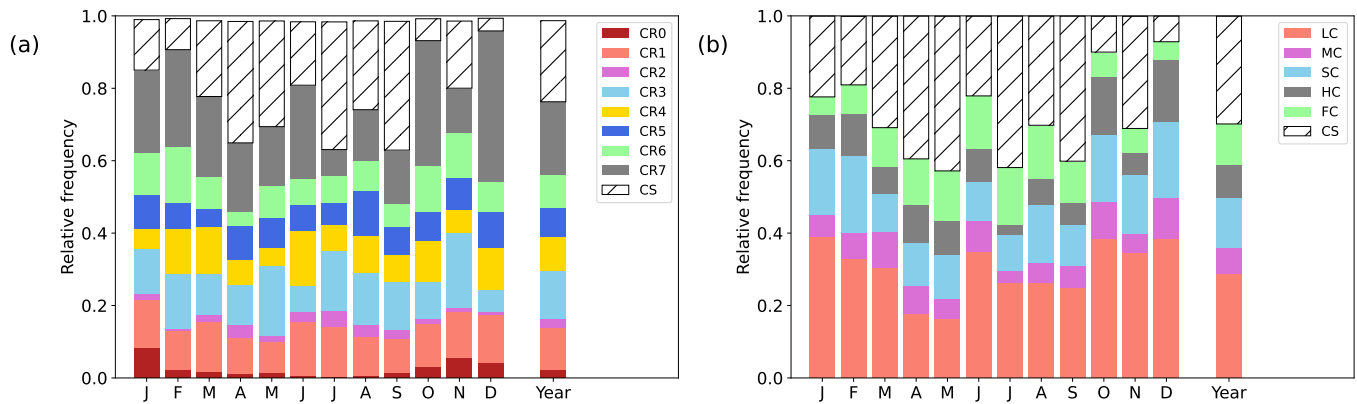 (a)
Relative frequency
1.0
0.8
0.6
0.4
0.2
0.0
J F M A M J J A S O N D Year
CR0
CR1
CR2
CR3
CR4
CR5
CR6
CR7
CS
(b)
Relative frequency
1.0
0.8
0.6
0.4
0.2
0.0
J F M A M J J A S O N D Year
LC
MC
SC
HC
FC
CS